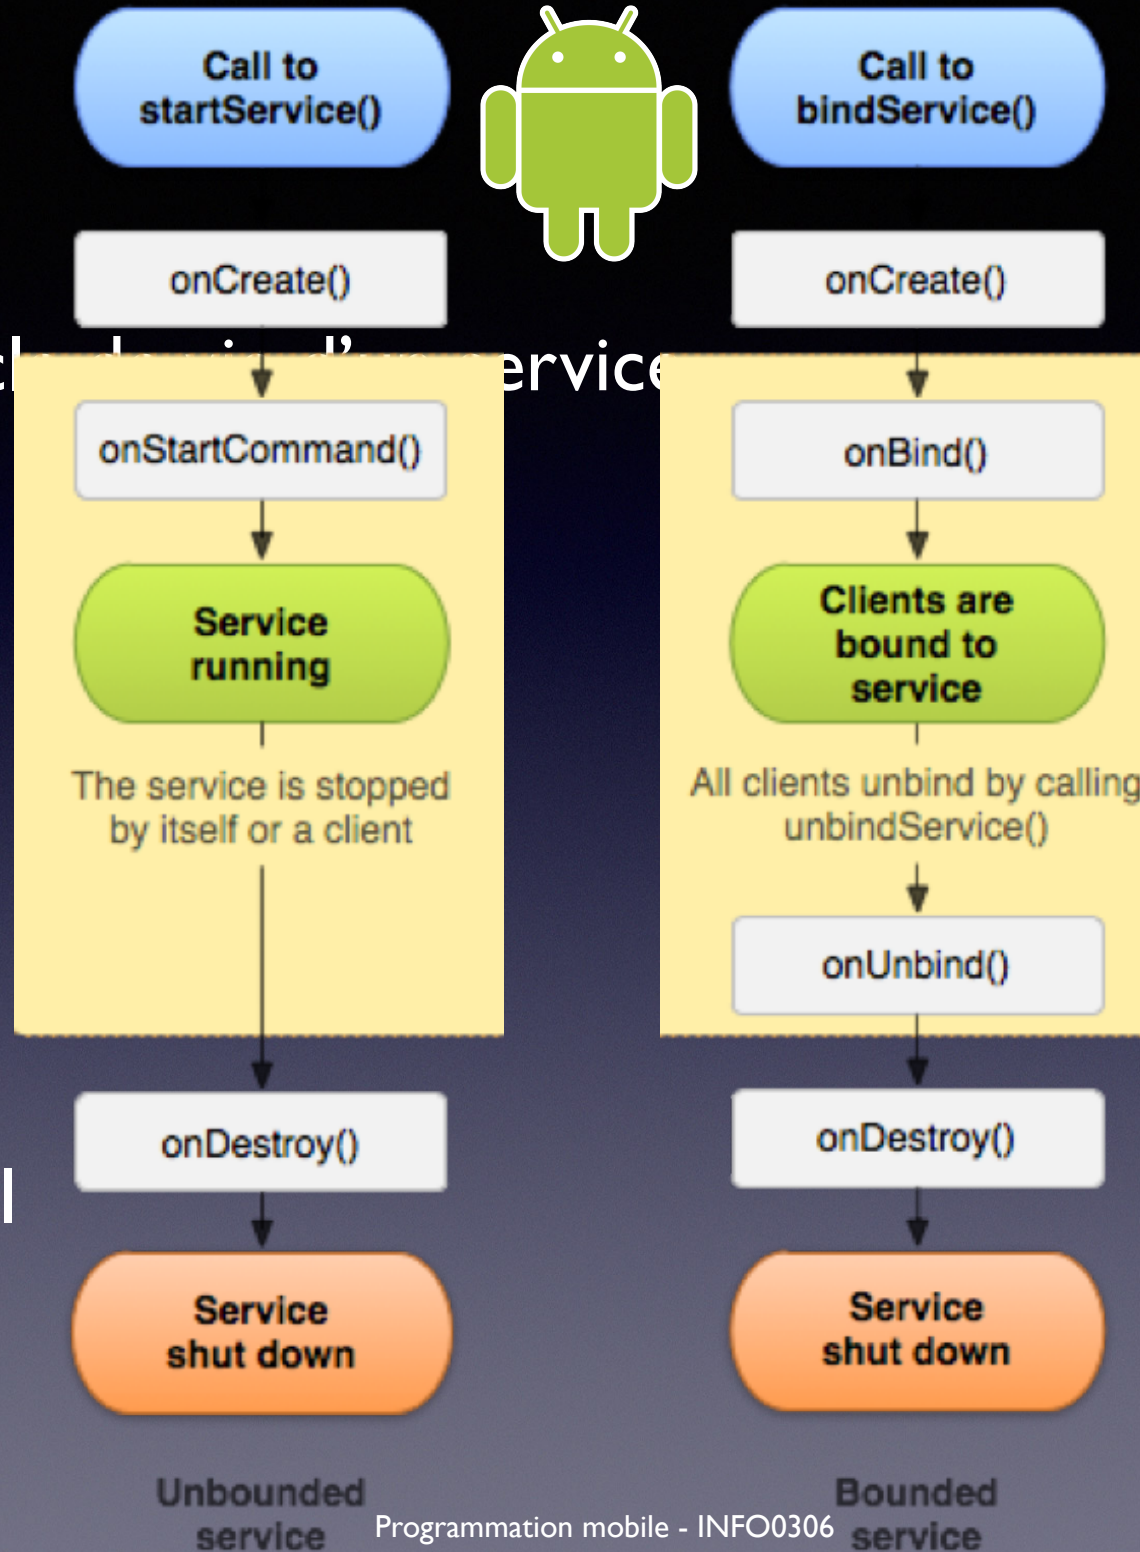 Call to
startService()
onCreate()
onStartCommand()
Service
running
The service is stopped
by itself or a client
onDestroy()
Service
shut down
Unbounded
service
Call to
bindService()
onCreate()
onBind()
Clients are
bound to
service
All clients unbind by calling
unbindService()
onUnbind()
onDestroy()
Service
shut down
Bounded
service
d’un service
Programmation mobile - INFO0306